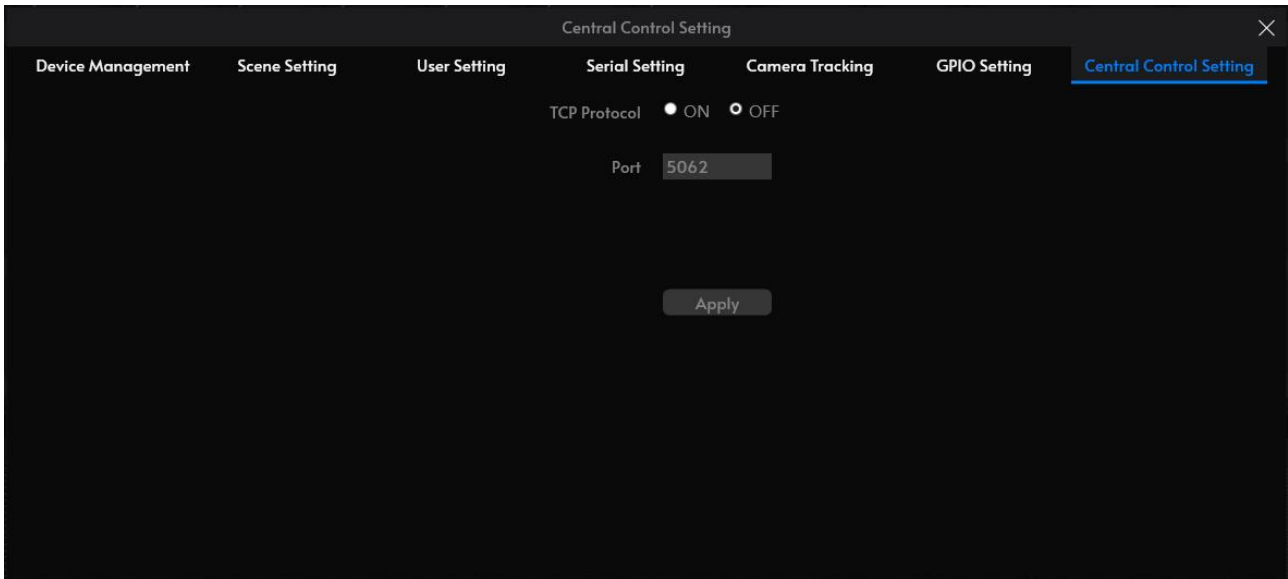 Central Control Setting
Device Management Scene Setting User Setting Serial Setting Camera Tracking GPIO Setting Central Control Setting
TCP Protocol ON OFF
Port 5062
Apply